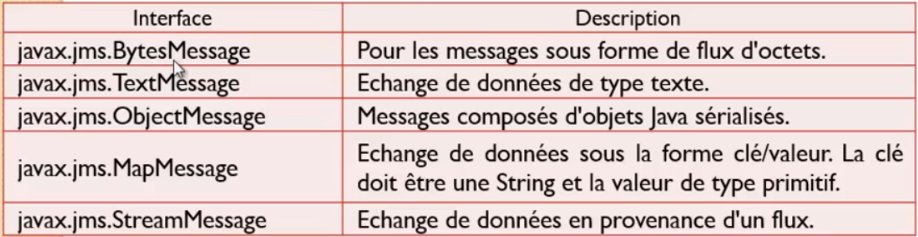 Interface Description
javax.jms.BytesMessage Pour les messages sous forme de flux d'octets.
javax.jms.TextMessage Echange de données de type texte.
javax.jms.ObjectMessage Messages composés d'objets Java sérialisés.
javax.jms.MapMessage Echange de données sous la forme clé/valeur. La clé
doit être une String et la valeur de type primitif.
javax.jms.StreamMessage Echange de données en provenance d'un flux.